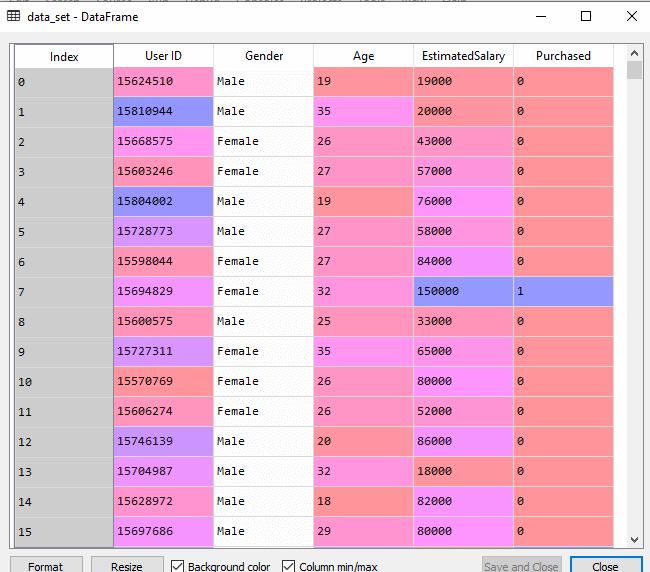 data_set - DataFrame
Index User ID Gender Age EstimatedSalary Purchased
0 15624510 Male 19 19000 0
1 15810944 Male 35 20000 0
2 15668575 Female 26 43000 0
3 15603246 Female 27 57000 0
4 15804002 Male 19 76000 0
5 15728773 Male 27 58000 0
6 15598044 Female 27 84000 0
7 15694829 Female 32 150000 1
8 15600575 Male 25 33000 0
9 15727311 Female 35 65000 0
10 15570769 Female 26 80000 0
11 15606274 Female 26 52000 0
12 15746139 Male 20 86000 0
13 15704987 Male 32 18000 0
14 15628972 Male 18 82000 0
15 15697686 Male 29 80000 0
Format Resize Background color Column min/max Save and Close Close